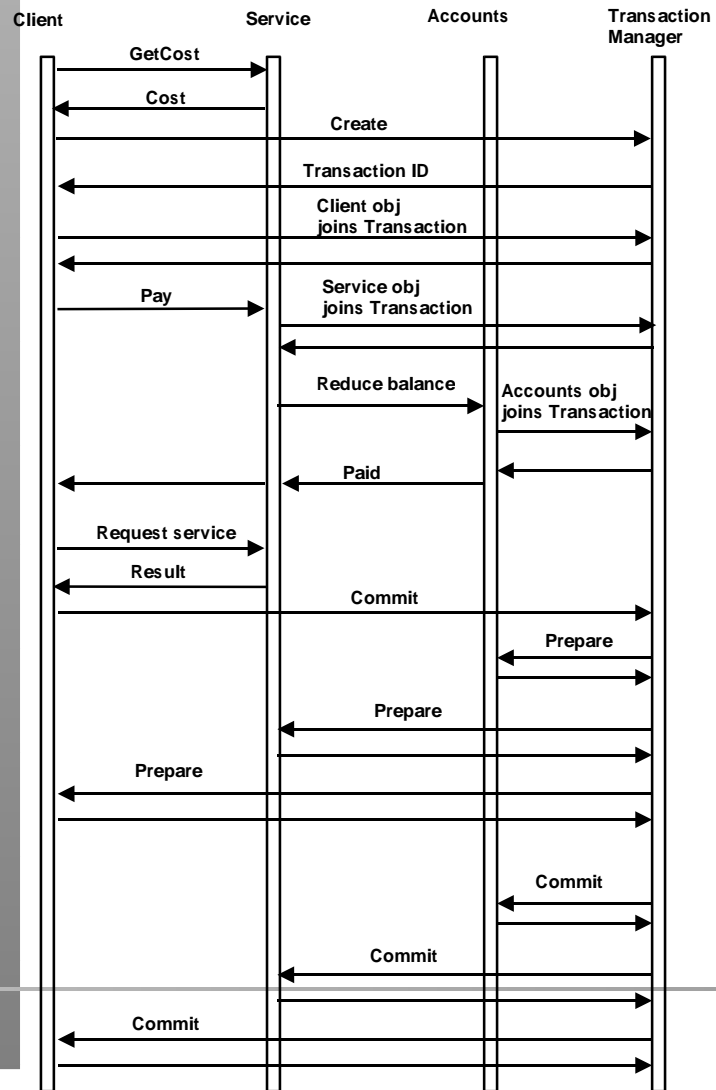 Client
Service
Accounts
Transaction
Manager
GetCost
Cost
Create
Transaction ID
Client obj
joins Transaction
Pay
Service obj
joins Transaction
Reduce balance
Accounts obj
joins Transaction
Paid
Request service
Result
Commit
Prepare
Prepare
Prepare
Commit
Commit
Commit